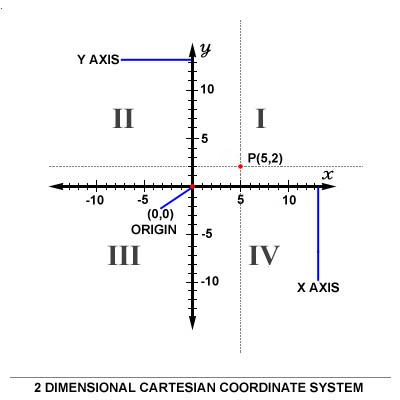 y
Y AXIS
10
II
I
5
P(5,2)
x
-10
-5
5
10
(0,0)
ORIGIN
-5
III
IV
-10
X AXIS
2 DIMENSIONAL CARTESIAN COORDINATE SYSTEM